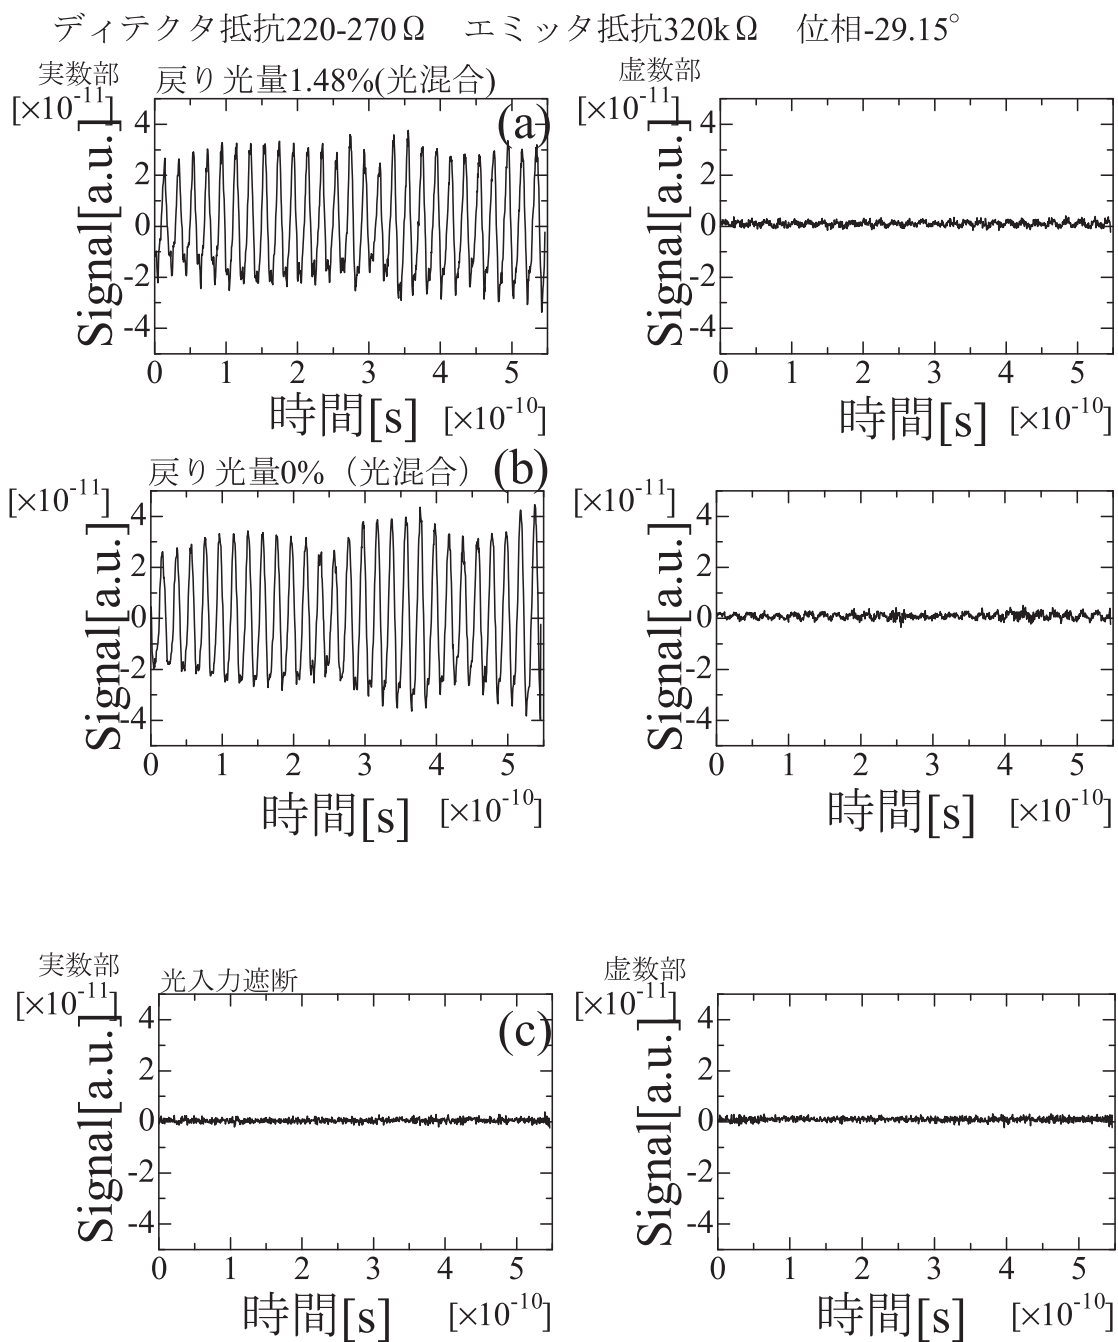 ディテクタ抵抗220-270Ω エミッタ抵抗320kΩ 位相-29.15°
実数部 戻り光量1.48%(光混合)
[×10-11]
(a)
Signal[a.u.]
4
2
0
-2
-4
0 1 2 3 4 5
時間[s] [×10-10]
虚数部
[×10-11]
Signal[a.u.]
4
2
0
-2
-4
0 1 2 3 4 5
時間[s] [×10-10]
戻り光量0%（光混合）(b)
[×10-11]
Signal[a.u.]
4
2
0
-2
-4
0 1 2 3 4 5
時間[s] [×10-10]
[×10-11]
Signal[a.u.]
4
2
0
-2
-4
0 1 2 3 4 5
時間[s] [×10-10]
実数部 光入力遮断
[×10-11]
(c)
Signal[a.u.]
4
2
0
-2
-4
0 1 2 3 4 5
時間[s] [×10-10]
虚数部
[×10-11]
Signal[a.u.]
4
2
0
-2
-4
0 1 2 3 4 5
時間[s] [×10-10]